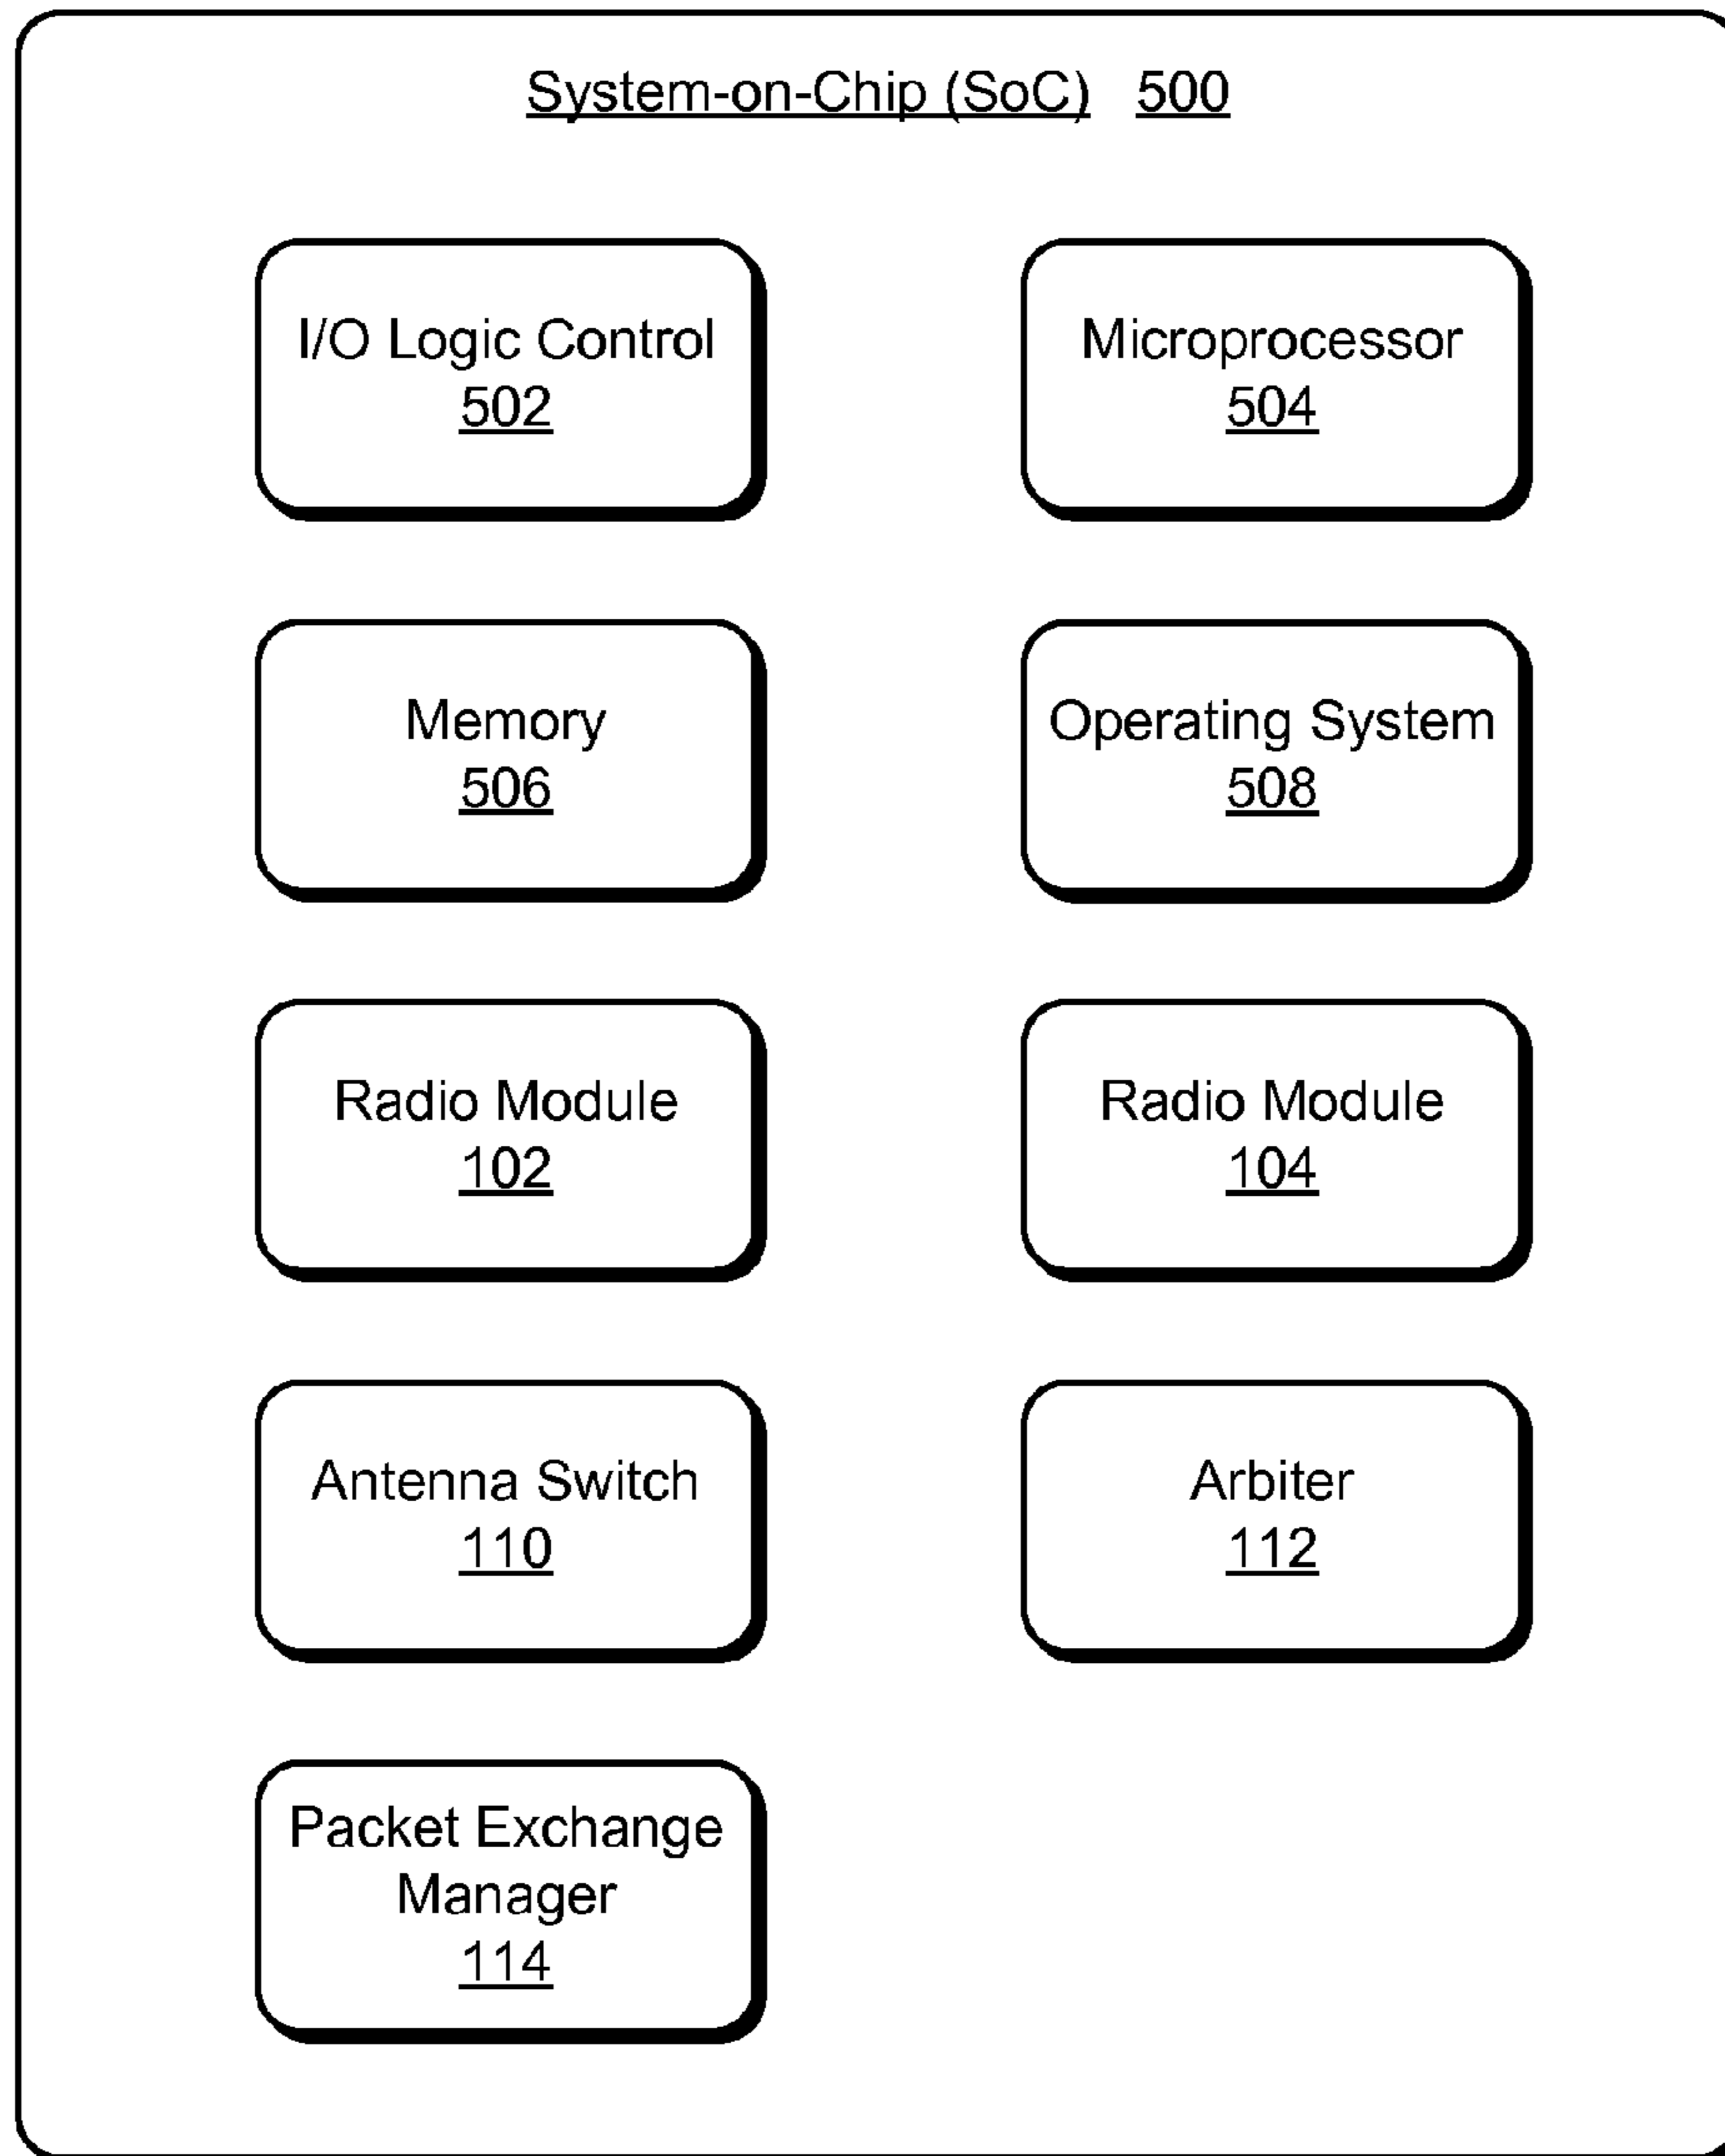 System-on-Chip (SoC) 500
I/O Logic Control
502
Microprocessor
504
Memory
506
Operating System
508
Radio Module
102
Radio Module
104
Antenna Switch
110
Arbiter
112
Packet Exchange
Manager
114